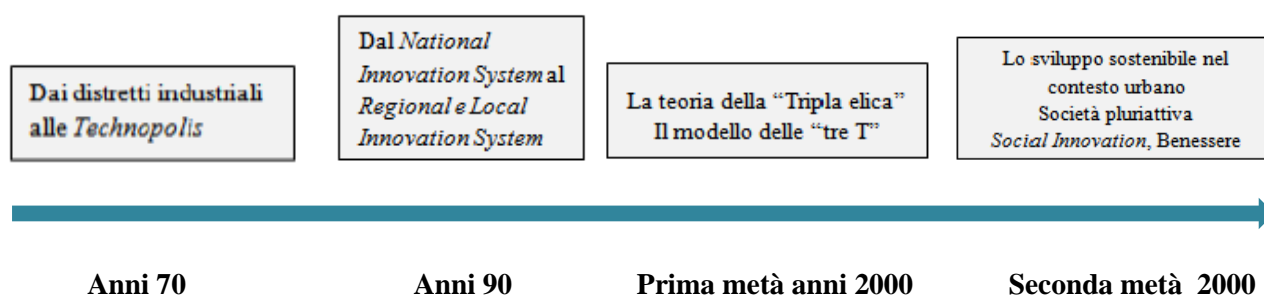 Dai distretti industriali
alle Technopolis
Dal National
Innovation System al
Regional e Local
Innovation System
La teoria della “Tripla elica”
Il modello delle “tre T”
Lo sviluppo sostenibile nel
contesto urbano
Società pluriattiva
Social Innovation, Benessere
Anni 70
Anni 90
Prima metà anni 2000
Seconda metà 2000